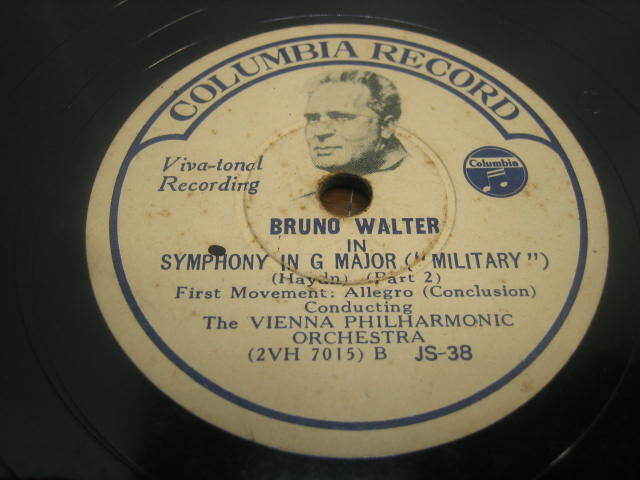 COLUMBIA RECORD
Viva-tonal
Recording
Columbia
BRUNO WALTER
IN
SYMPHONY IN G MAJOR ("MILITARY")
(Haydn) (Part 2)
First Movement: Allegro (Conclusion)
Conducting
The VIENNA PHILHARMONIC
ORCHESTRA
(2VH 7015) B JS-38